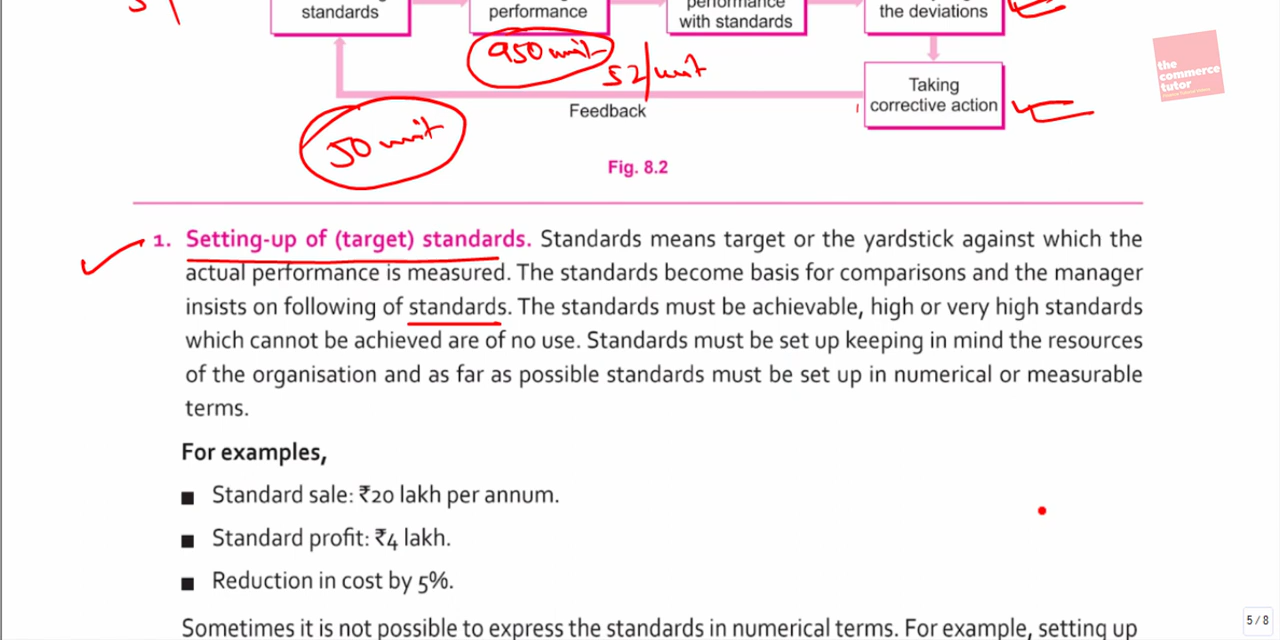 standards
performance
performance
with standards
the deviations
950 unit
52/unit
Taking
corrective action
Feedback
50 unit
Fig. 8.2
the
commerce
tutor
1. Setting-up of (target) standards. Standards means target or the yardstick against which the
actual performance is measured. The standards become basis for comparisons and the manager
insists on following of standards. The standards must be achievable, high or very high standards
which cannot be achieved are of no use. Standards must be set up keeping in mind the resources
of the organisation and as far as possible standards must be set up in numerical or measurable
terms.
For examples,
■ Standard sale: ₹20 lakh per annum.
■ Standard profit: ₹4 lakh.
■ Reduction in cost by 5%.
Sometimes it is not possible to express the standards in numerical terms. For example, setting up
5 / 8